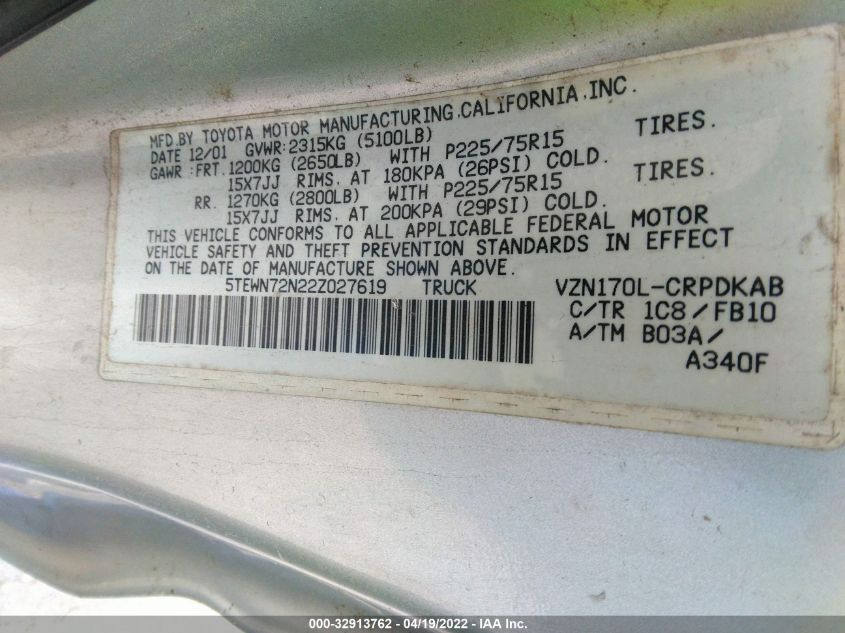 MFD.BY TOYOTA MOTOR MANUFACTURING,CALIFORNIA,INC.
DATE 12/01 GVWR:2315KG (5100LB)
GAWR:FRT.1200KG (2650LB) WITH P225/75R15 TIRES.
15X7JJ RIMS. AT 180KPA (26PSI) COLD.
RR. 1270KG (2800LB) WITH P225/75R15 TIRES.
15X7JJ RIMS. AT 200KPA (29PSI) COLD.
THIS VEHICLE CONFORMS TO ALL APPLICABLE FEDERAL MOTOR
VEHICLE SAFETY AND THEFT PREVENTION STANDARDS IN EFFECT
ON THE DATE OF MANUFACTURE SHOWN ABOVE.
5TEWN72N22Z027619 TRUCK VZN170L-CRPDKAB
C/TR 1C8/FB10
A/TM B03A/
A340F
000-32913762 - 04/19/2022 - IAA Inc.